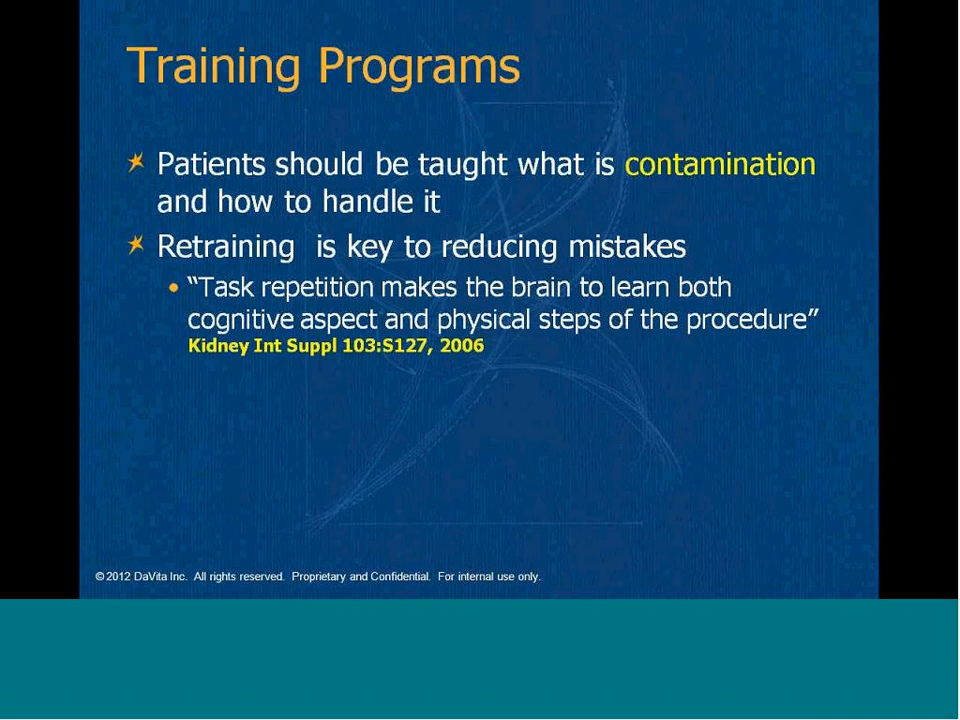 Training Programs
Patients should be taught what is contamination
and how to handle it
Retraining is key to reducing mistakes
“Task repetition makes the brain to learn both
cognitive aspect and physical steps of the procedure”
Kidney Int Suppl 103:S127, 2006
© 2012 DaVita Inc. All rights reserved. Proprietary and Confidential. For internal use only.